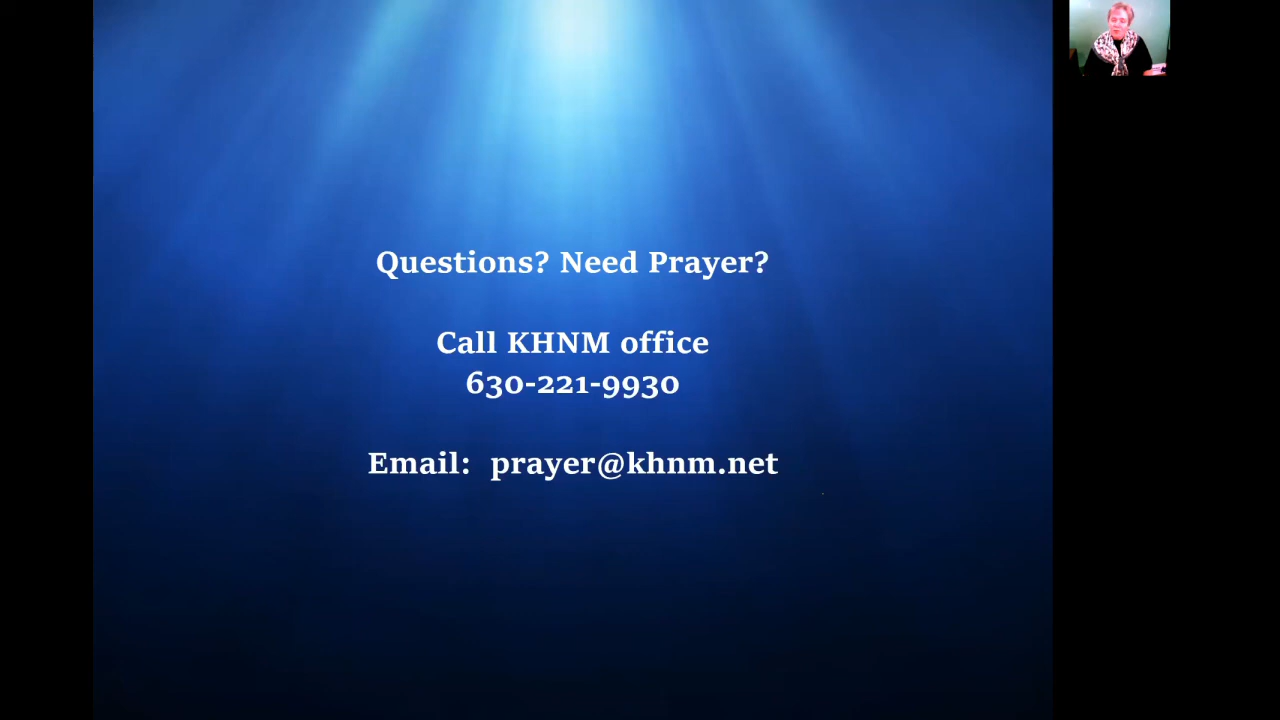 Questions? Need Prayer?
Call KHNM office
630-221-9930
Email: prayer@khnm.net